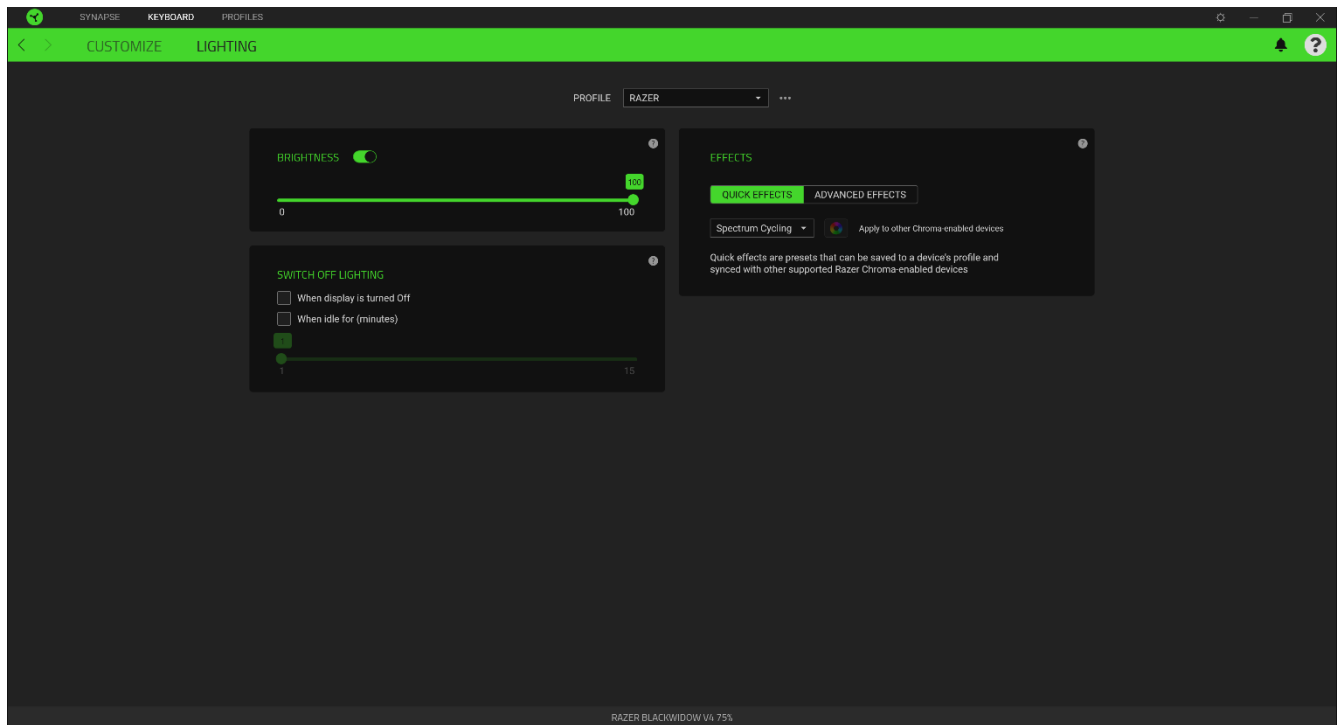 SYNAPSE KEYBOARD PROFILES
CUSTOMIZE LIGHTING
?
PROFILE RAZER
BRIGHTNESS
?
100
0 100
SWITCH OFF LIGHTING
?
When display is turned Off
When idle for (minutes)
1
1 15
EFFECTS
?
QUICK EFFECTS ADVANCED EFFECTS
Spectrum Cycling Apply to other Chroma-enabled devices
Quick effects are presets that can be saved to a device's profile and
synced with other supported Razer Chroma-enabled devices
RAZER BLACKWIDOW V4 75%